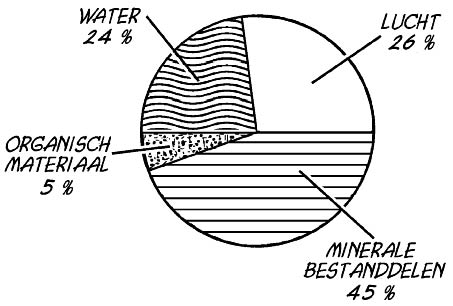 WATER
24 %
LUCHT
26 %
ORGANISCH
MATERIAAL
5 %
MINERALE
BESTANDDELEN
45 %